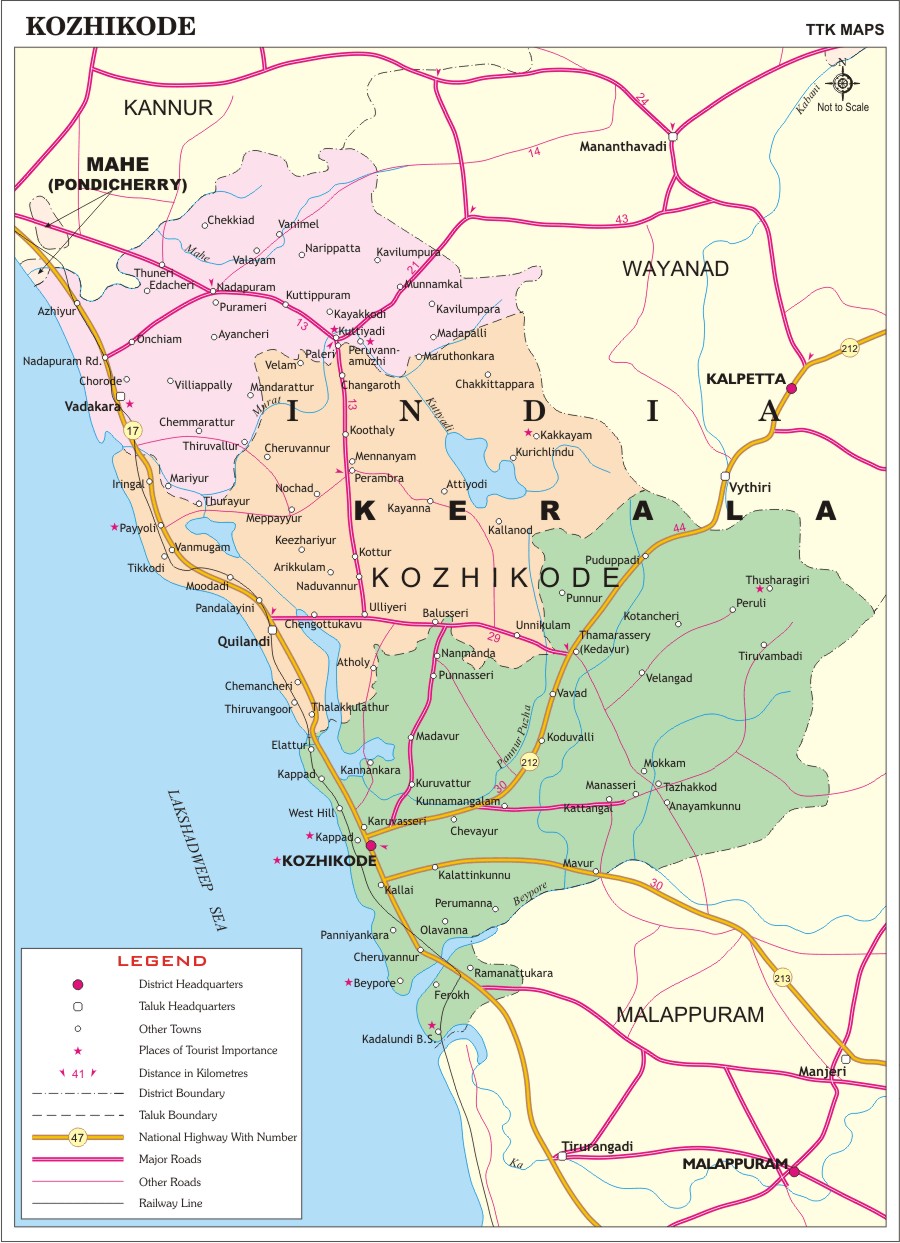 KOZHIKODE
TTK MAPS
KANNUR
N
Not to Scale
Kabani
24
Mananthavadi
14
MAHE
(PONDICHERRY)
43
Chekkiad
Vanimel
Mahe
Valayam
Narippatta
Kavilumpura
WAYANAD
Thuneri
Edacheri
Nadapuram
21
Munnamkal
Kuttippuram
Purameri
Azhiyur
Kavilumpara
Kayakkodi
13
Kuttiyadi
Ayancheri
Madapalli
Onchiam
212
Nadapuram Rd.
Paleri
Peruvann-
amuzhi
Maruthonkara
Velam
KALPETTA
Chorode
Villiappally
Mandarattur
Changaroth
Chakkittappara
Vadakara
Murat
13
Kuttyadi
I N D I A
17
Chemmarattur
Koothaly
Kakkayam
Thiruvallur
Cheruvannur
Mennanyam
Kurichlindu
Iringal
Mariyur
Perambra
Vythiri
Nochad
Attiyodi
Thurayur
Kayanna
K E R A L A
Meppayyur
Payyoli
Kallanod
44
Keezhariyur
Vanmugam
Kottur
Puduppadi
Tikkodi
Arikkulam
KOZHIKODE
Thusharagiri
Moodadi
Naduvannur
Punnur
Peruli
Pandalayini
Ulliyeri
Balusseri
Kotancheri
Chengottukavu
Unnikulam
29
Quilandi
Thamarassery
(Kedavur)
Nanmanda
Tiruvambadi
Atholy
Punnasseri
Velangad
Chemancheri
Vavad
Thiruvangoor
Thalakkulathur
Pannur Puzha
Madavur
Koduvalli
Elattur
Kannankara
212
Mokkam
Kappad
Kuruvattur
30
Manasseri
Tazhakkod
Kunnamangalam
Kattangal
Anayamkunnu
West Hill
Karuvasseri
Chevayur
Kappad
KOZHIKODE
Mavur
Kalattinkunnu
30
Kallai
Beypore
LAKSHADWEEP SEA
Perumanna
Olavanna
Panniyankara
Cheruvannur
Ramanattukara
213
Beypore
Ferokh
MALAPPURAM
Kadalundi B.S.
Manjeri
Tirurangadi
Ka
MALAPPURAM
LEGEND
District Headquarters
Taluk Headquarters
Other Towns
Places of Tourist Importance
41 Distance in Kilometres
District Boundary
Taluk Boundary
47 National Highway With Number
Major Roads
Other Roads
Railway Line